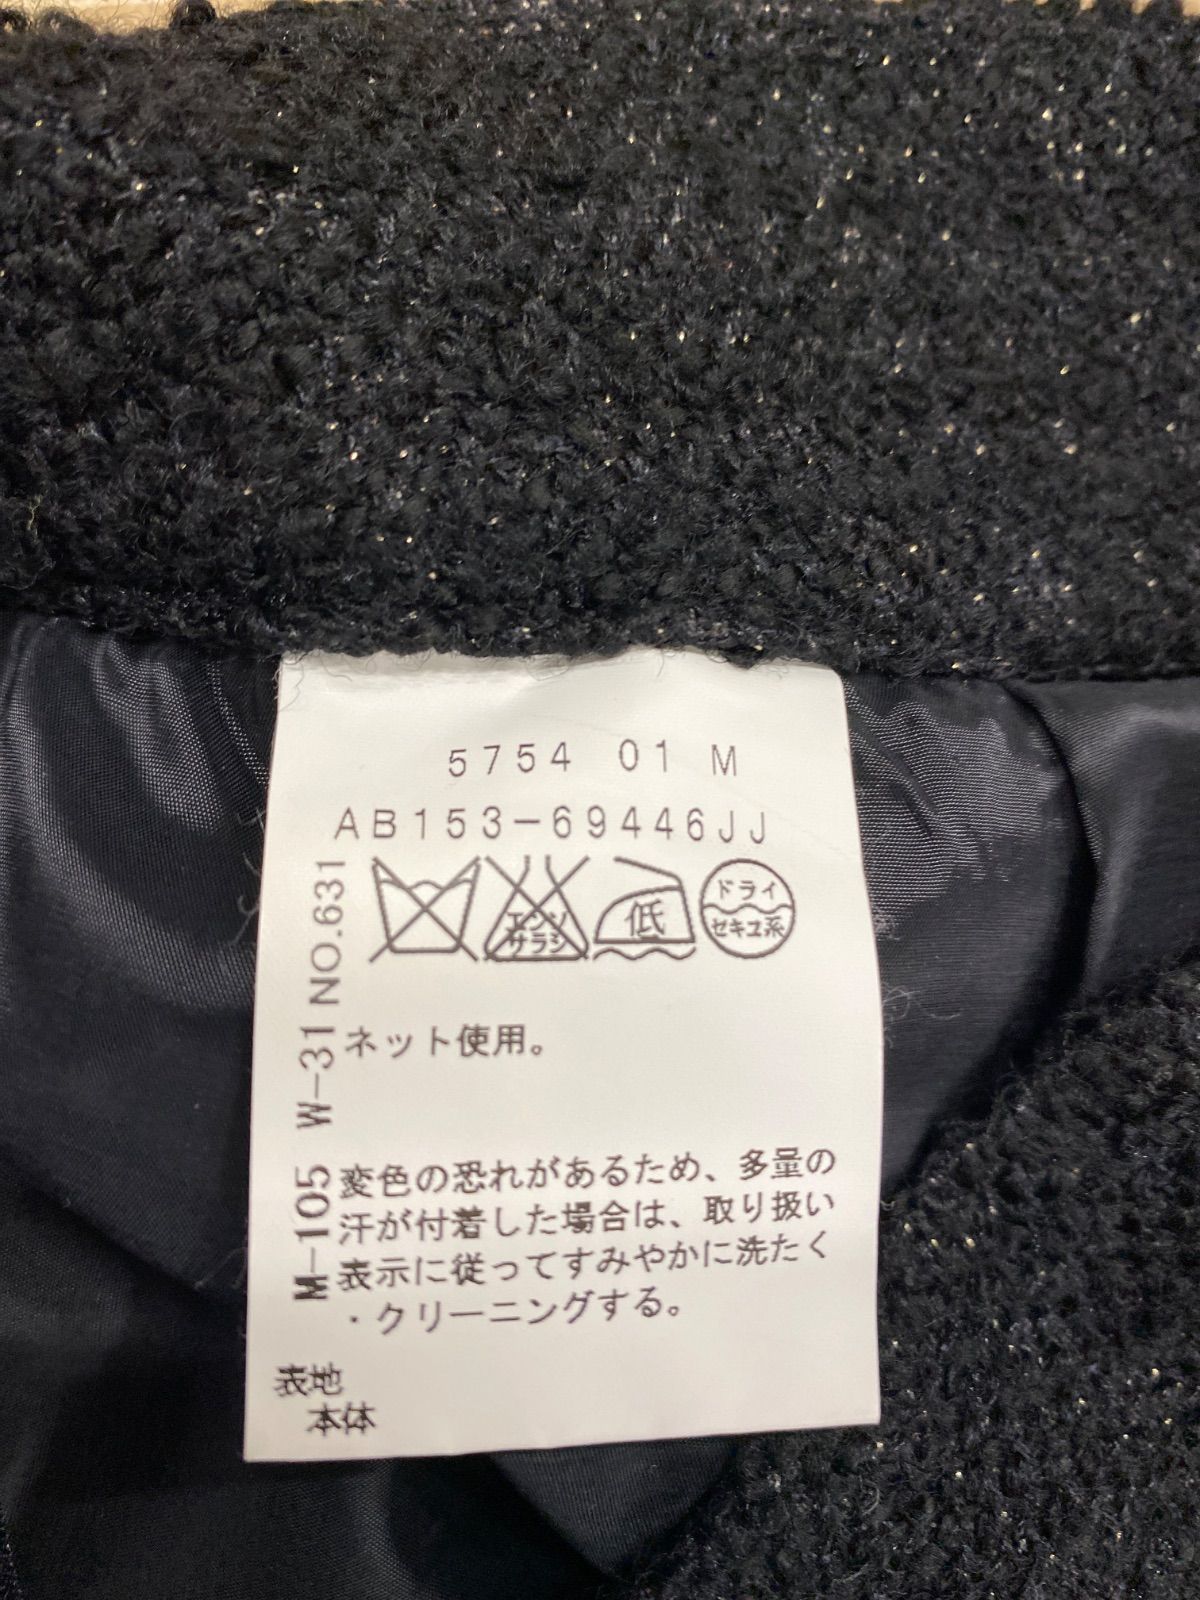 5754 01 M
AB153-69446JJ
エンソ
サラシ
低
ドライ
セキユ系
ネット使用。
変色の恐れがあるため、多量の
汗が付着した場合は、取り扱い
表示に従ってすみやかに洗たく
・クリーニングする。
M-105 W-31 NO.631
表地
本体